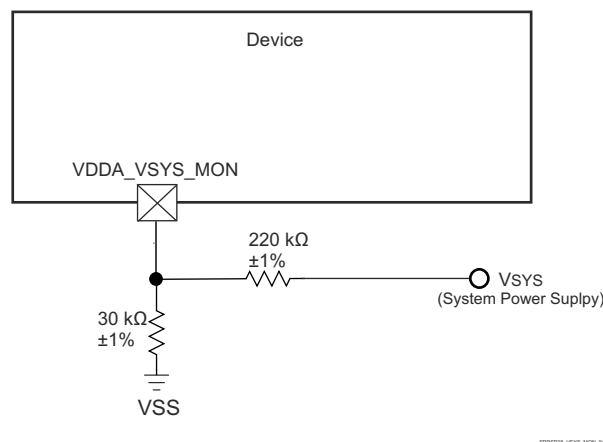 Device
VDDA_VSYS_MON
220 kΩ
±1%
VSYS
(System Power Suplpy)
30 kΩ
±1%
VSS